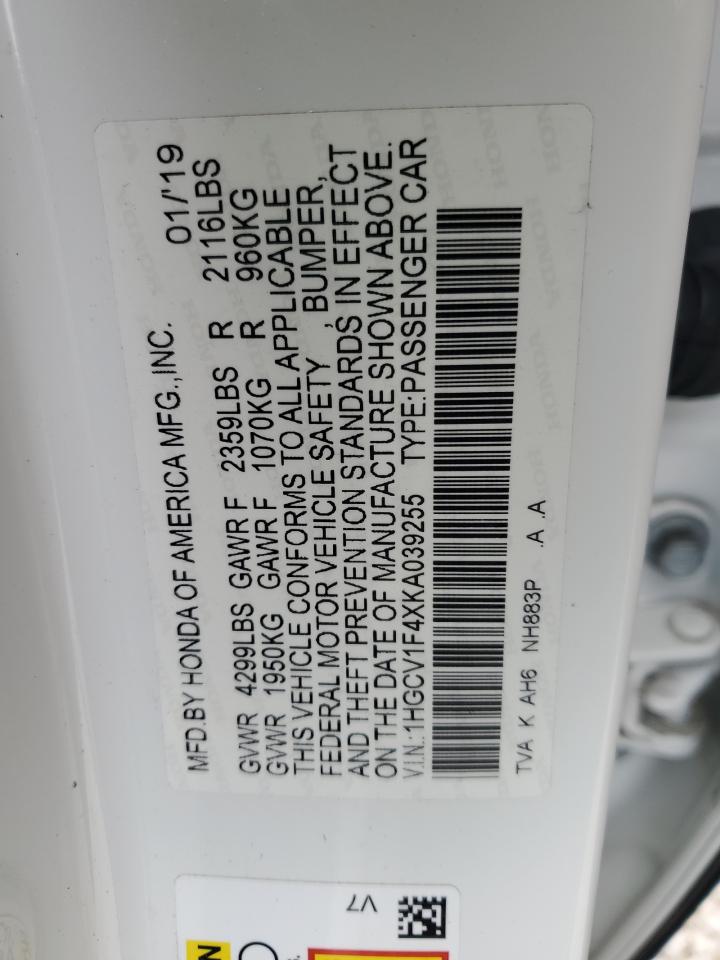 MFD.BY HONDA OF AMERICA MFG.,INC. 01/'19
GVWR 4299LBS GAWR F 2359LBS R 2116LBS
GVWR 1950KG GAWR F 1070KG R 960KG
THIS VEHICLE CONFORMS TO ALL APPLICABLE
FEDERAL MOTOR VEHICLE SAFETY , BUMPER,
AND THEFT PREVENTION STANDARDS IN EFFECT
ON THE DATE OF MANUFACTURE SHOWN ABOVE.
V.I.N.:1HGCV1F4XKA039255 TYPE:PASSENGER CAR
TVA K AH6 NH883P .A .A
V7